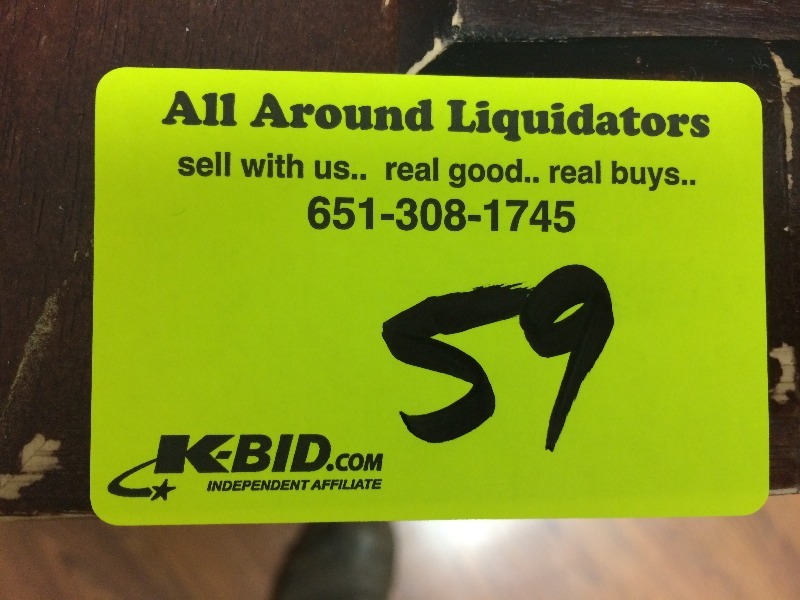 All Around Liquidators
sell with us.. real good.. real buys..
651-308-1745
59
K-BID.COM
INDEPENDENT AFFILIATE